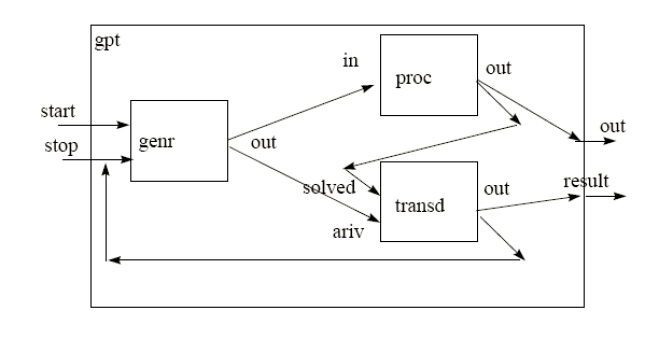 gpt
in
proc
out
start
genr
out
out
stop
solved
transd
out
result
ariv